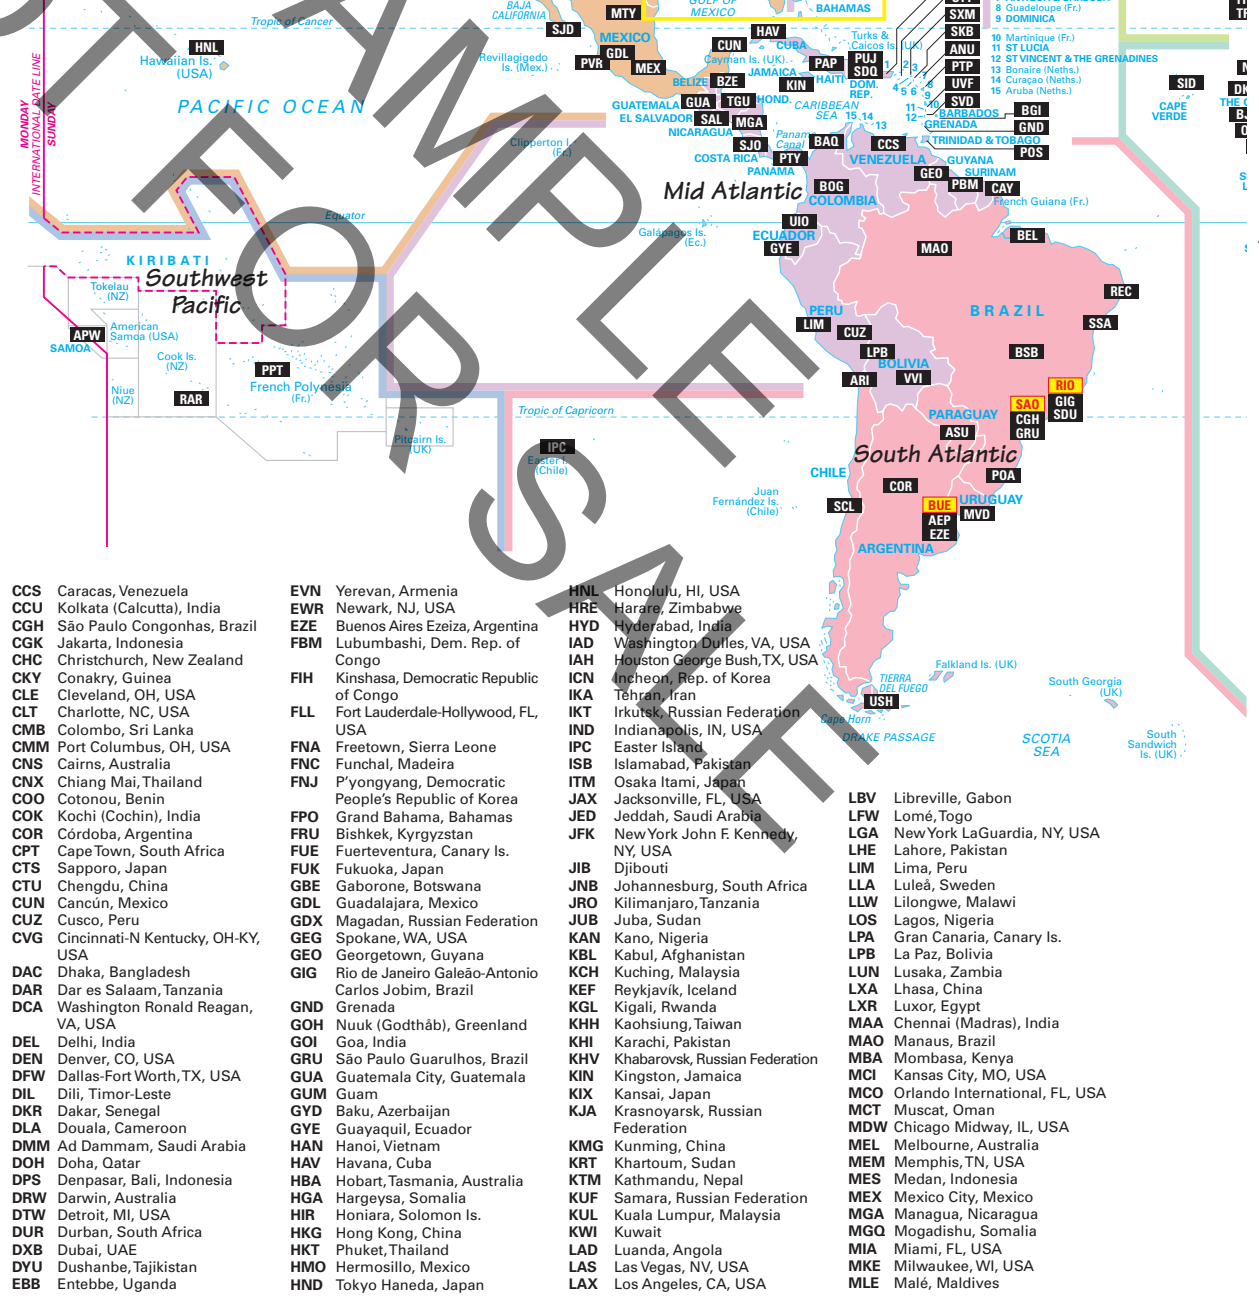 BAJA
CALIFORNIA
GULF OF
MEXICO
BAHAMAS
MTY
SXM
SKB
ANU
PTP
UVF
SVD
8 Guadeloupe (Fr.)
9 DOMINICA
10 Martinique (Fr.)
11 ST LUCIA
12 ST VINCENT & THE GRENADINES
13 Bonaire (Neths.)
14 Curaçao (Neths.)
15 Aruba (Neths.)
Tropic of Cancer
SJD
MEXICO
HAV
CUBA
Turks &
Caicos Is. (UK)
HNL
Hawaiian Is.
(USA)
Revillagigedo
Is. (Mex.)
PVR
GDL
MEX
CUN
Cayman Is. (UK)
JAMAICA
PAP
HAITI
PUJ
SDQ
DOM.
REP.
1
2
3
4 5 6
7
8
9
10
11
12
SID
CAPE
VERDE
MONDAY
SUNDAY
INTERNATIONAL DATE LINE
PACIFIC OCEAN
BELIZE
BZE
KIN
GUATEMALA
GUA
TGU
HOND.
CARIBBEAN
SEA
15 14
13
EL SALVADOR
SAL
MGA
NICARAGUA
BARBADOS
BGI
GRENADA
GND
TRINIDAD & TOBAGO
POS
Clipperton I.
(Fr.)
SJO
COSTA RICA
Panama
Canal
PTY
PANAMA
BAQ
CCS
VENEZUELA
GUYANA
SURINAM
GEO
PBM
CAY
French Guiana (Fr.)
Mid Atlantic
BOG
COLOMBIA
Equator
Galápagos Is.
(Ec.)
UIO
ECUADOR
GYE
MAO
BEL
KIRIBATI
Southwest
Pacific
Tokelau
(NZ)
REC
PERU
LIM
BRAZIL
SSA
APW
SAMOA
American
Samoa (USA)
CUZ
LPB
BOLIVIA
BSB
Cook Is.
(NZ)
PPT
French Polynesia
(Fr.)
ARI
VVI
RIO
GIG
SDU
Niue
(NZ)
RAR
SAO
CGH
GRU
Tropic of Capricorn
PARAGUAY
ASU
Pitcairn Is.
(UK)
IPC
Easter I.
(Chile)
South Atlantic
CHILE
POA
COR
Juan
Fernández Is.
(Chile)
SCL
BUE
AEP
EZE
URUGUAY
MVD
ARGENTINA
Falkland Is. (UK)
TIERRA
DEL FUEGO
USH
Cape Horn
DRAKE PASSAGE
South Georgia
(UK)
SCOTIA
SEA
South
Sandwich
Is. (UK)
FOR SALE
CCS Caracas, Venezuela
CCU Kolkata (Calcutta), India
CGH São Paulo Congonhas, Brazil
CGK Jakarta, Indonesia
CHC Christchurch, New Zealand
CKY Conakry, Guinea
CLE Cleveland, OH, USA
CLT Charlotte, NC, USA
CMB Colombo, Sri Lanka
CMM Port Columbus, OH, USA
CNS Cairns, Australia
CNX Chiang Mai, Thailand
COO Cotonou, Benin
COK Kochi (Cochin), India
COR Córdoba, Argentina
CPT Cape Town, South Africa
CTS Sapporo, Japan
CTU Chengdu, China
CUN Cancún, Mexico
CUZ Cusco, Peru
CVG Cincinnati-N Kentucky, OH-KY,
USA
DAC Dhaka, Bangladesh
DAR Dar es Salaam, Tanzania
DCA Washington Ronald Reagan,
VA, USA
DEL Delhi, India
DEN Denver, CO, USA
DFW Dallas-Fort Worth, TX, USA
DIL Dili, Timor-Leste
DKR Dakar, Senegal
DLA Douala, Cameroon
DMM Ad Dammam, Saudi Arabia
DOH Doha, Qatar
DPS Denpasar, Bali, Indonesia
DRW Darwin, Australia
DTW Detroit, MI, USA
DUR Durban, South Africa
DXB Dubai, UAE
DYU Dushanbe, Tajikistan
EBB Entebbe, Uganda
EVN Yerevan, Armenia
EWR Newark, NJ, USA
EZE Buenos Aires Ezeiza, Argentina
FBM Lubumbashi, Dem. Rep. of
Congo
FIH Kinshasa, Democratic Republic
of Congo
FLL Fort Lauderdale-Hollywood, FL,
USA
FNA Freetown, Sierra Leone
FNC Funchal, Madeira
FNJ P'yongyang, Democratic
People's Republic of Korea
FPO Grand Bahama, Bahamas
FRU Bishkek, Kyrgyzstan
FUE Fuerteventura, Canary Is.
FUK Fukuoka, Japan
GBE Gaborone, Botswana
GDL Guadalajara, Mexico
GDX Magadan, Russian Federation
GEG Spokane, WA, USA
GEO Georgetown, Guyana
GIG Rio de Janeiro Galeão-Antonio
Carlos Jobim, Brazil
GND Grenada
GOH Nuuk (Godthåb), Greenland
GOI Goa, India
GRU São Paulo Guarulhos, Brazil
GUA Guatemala City, Guatemala
GUM Guam
GYD Baku, Azerbaijan
GYE Guayaquil, Ecuador
HAN Hanoi, Vietnam
HAV Havana, Cuba
HBA Hobart, Tasmania, Australia
HGA Hargeysa, Somalia
HIR Honiara, Solomon Is.
HKG Hong Kong, China
HKT Phuket, Thailand
HMO Hermosillo, Mexico
HND Tokyo Haneda, Japan
HNL Honolulu, HI, USA
HRE Harare, Zimbabwe
HYD Hyderabad, India
IAD Washington Dulles, VA, USA
IAH Houston George Bush, TX, USA
ICN Incheon, Rep. of Korea
IKA Tehran, Iran
IKT Irkutsk, Russian Federation
IND Indianapolis, IN, USA
IPC Easter Island
ISB Islamabad, Pakistan
ITM Osaka Itami, Japan
JAX Jacksonville, FL, USA
JED Jeddah, Saudi Arabia
JFK New York John F. Kennedy,
NY, USA
JIB Djibouti
JNB Johannesburg, South Africa
JRO Kilimanjaro, Tanzania
JUB Juba, Sudan
KAN Kano, Nigeria
KBL Kabul, Afghanistan
KCH Kuching, Malaysia
KEF Reykjavík, Iceland
KGL Kigali, Rwanda
KHH Kaohsiung, Taiwan
KHI Karachi, Pakistan
KHV Khabarovsk, Russian Federation
KIN Kingston, Jamaica
KIX Kansai, Japan
KJA Krasnoyarsk, Russian
Federation
KMG Kunming, China
KRT Khartoum, Sudan
KTM Kathmandu, Nepal
KUF Samara, Russian Federation
KUL Kuala Lumpur, Malaysia
KWI Kuwait
LAD Luanda, Angola
LAS Las Vegas, NV, USA
LAX Los Angeles, CA, USA
LBV Libreville, Gabon
LFW Lomé, Togo
LGA New York LaGuardia, NY, USA
LHE Lahore, Pakistan
LIM Lima, Peru
LLA Luleå, Sweden
LLW Lilongwe, Malawi
LOS Lagos, Nigeria
LPA Gran Canaria, Canary Is.
LPB La Paz, Bolivia
LUN Lusaka, Zambia
LXA Lhasa, China
LXR Luxor, Egypt
MAA Chennai (Madras), India
MAO Manaus, Brazil
MBA Mombasa, Kenya
MCI Kansas City, MO, USA
MCO Orlando International, FL, USA
MCT Muscat, Oman
MDW Chicago Midway, IL, USA
MEL Melbourne, Australia
MEM Memphis, TN, USA
MES Medan, Indonesia
MEX Mexico City, Mexico
MGA Managua, Nicaragua
MGQ Mogadishu, Somalia
MIA Miami, FL, USA
MKE Milwaukee, WI, USA
MLE Malé, Maldives